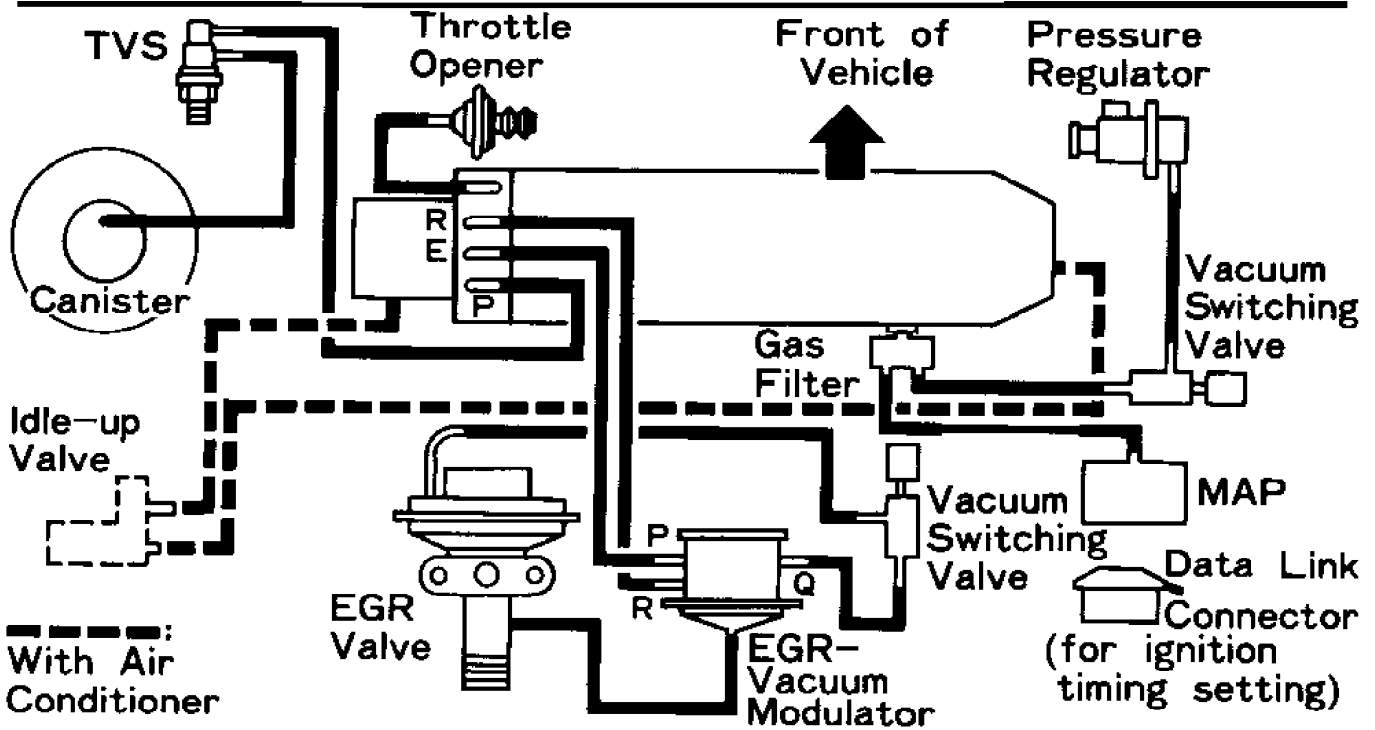 TVS
Throttle
Opener
Front of
Vehicle
Pressure
Regulator
R
E
P
Canister
Vacuum
Switching
Valve
Gas
Filter
Idle-up
Valve
MAP
Vacuum
Switching
Valve
P
Q
R
EGR
Valve
Data Link
Connector
(for ignition
timing setting)
EGR-
Vacuum
Modulator
:
With Air
Conditioner